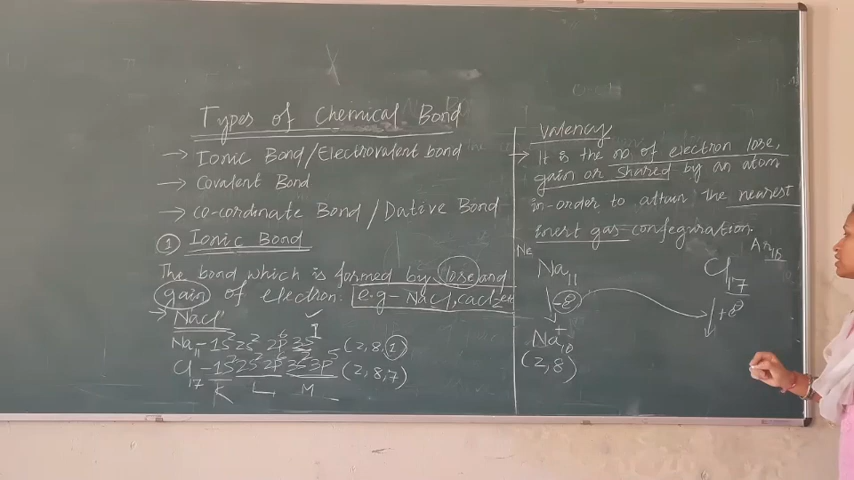 Types of Chemical Bond
→ Ionic Bond/Electrovalent bond
→ Covalent Bond
→ Co-cordinate Bond/Dative Bond
① Ionic Bond
The bond which is formed by lose and
gain of electron. e.g- NaCl, CaCl2 etc
→ NaCl
Na11 - 1s2 2s2 2p6 3s1 (2,8,1)
Cl17 - 1s2 2s2 2p6 3s2 3p5 (2,8,7)
K L M
Valency
→ It is the no of electron lose,
gain or shared by an atom
in-order to attain the nearest
inert gas configuration.
Ne
Na11
-e
Na+10
(2,8)
Ar18
Cl17
+e